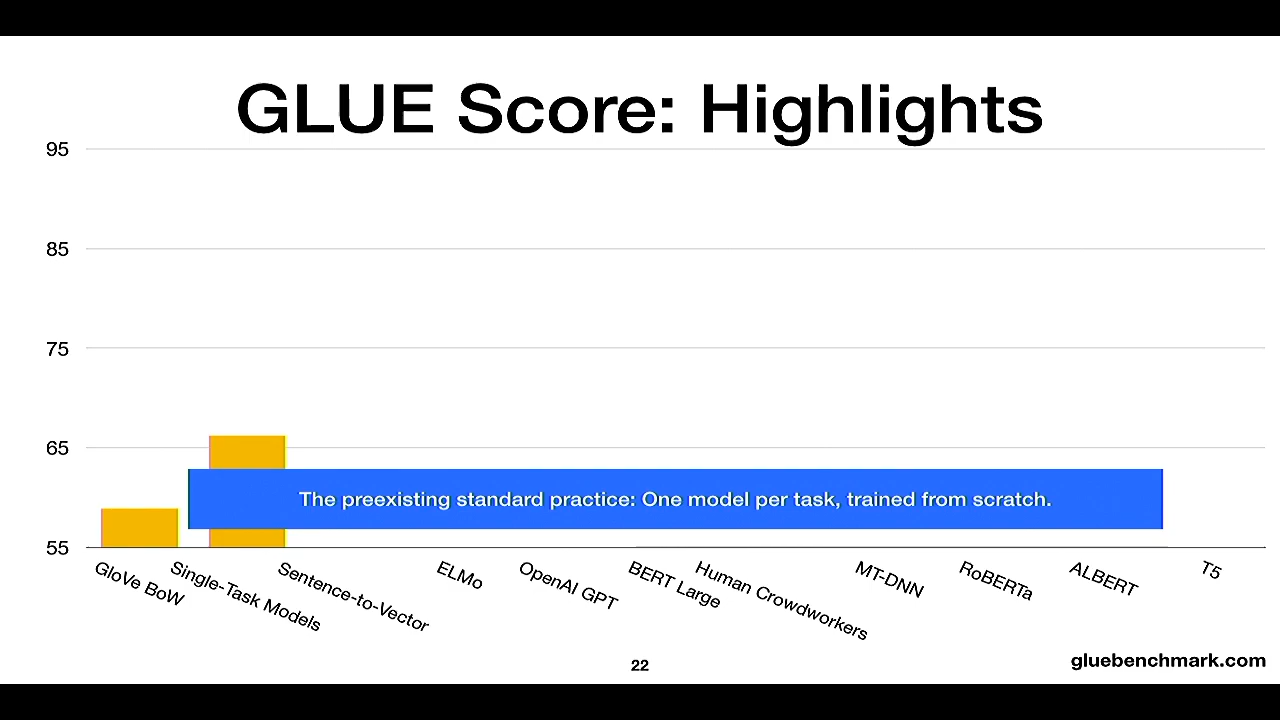 GLUE Score: Highlights
95
85
75
65
The preexisting standard practice: One model per task, trained from scratch.
55
GloVe BoW
Single-Task Models
Sentence-to-Vector
ELMo
OpenAI GPT
BERT Large
Human Crowdworkers
MT-DNN
RoBERTa
ALBERT
T5
22
gluebenchmark.com